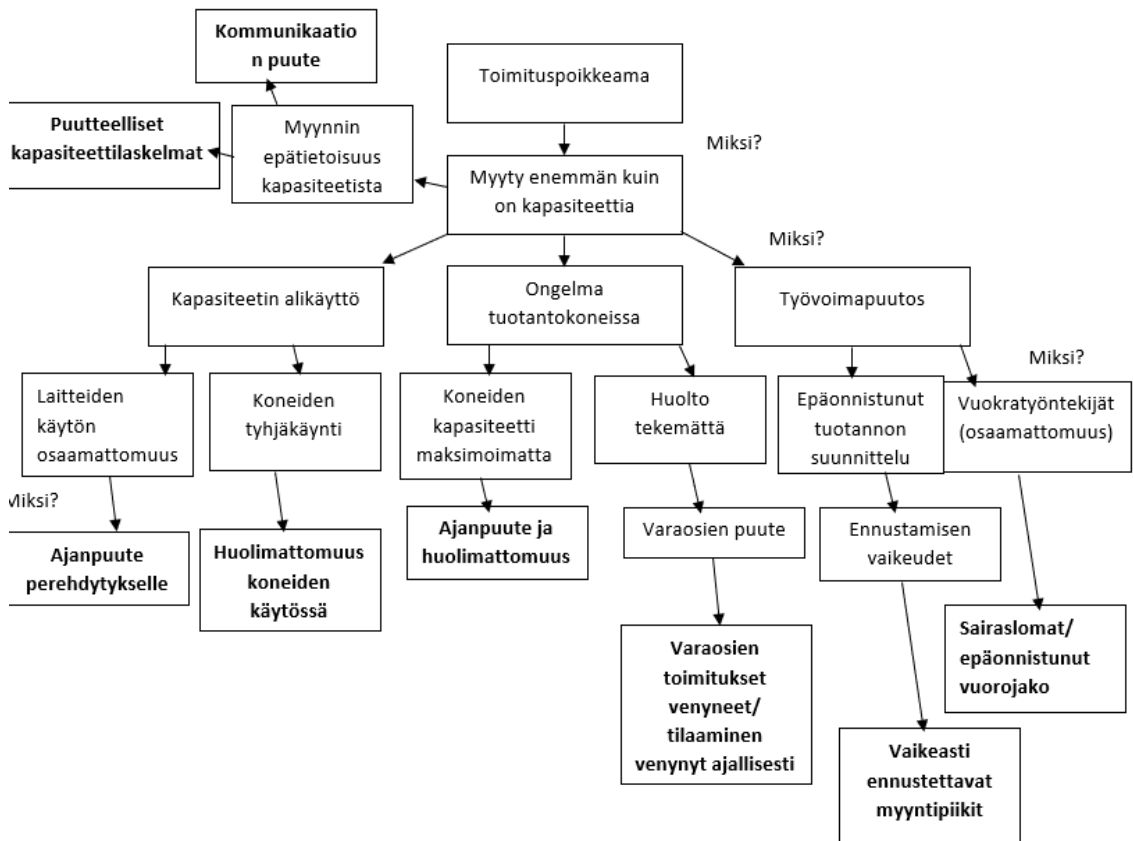 Kommunikaatio
n puute
Toimituspoikkeama
Puutteelliset
kapasiteettilaskelmat
Myynnin
epätietoisuus
kapasiteetista
Miksi?
Myyty enemmän kuin
on kapasiteettia
Miksi?
Kapasiteetin alikäyttö
Ongelma
tuotantokoneissa
Työvoimapuutos
Miksi?
Laitteiden
käytön
osaamattomuus
Koneiden
tyhjäkäynti
Koneiden
kapasiteetti
maksimoimatta
Huolto
tekemättä
Epäonnistunut
tuotannon
suunnittelu
Vuokratyöntekijät
(osaamattomuus)
Miksi?
Ajanpuute
perehdytykselle
Huolimattomuus
koneiden
käytössä
Ajanpuute ja
huolimattomuus
Varaosien puute
Ennustamisen
vaikeudet
Sairaslomat/
epäonnistunut
vuorojako
Varaosien
toimitukset
venyneet/
tilaaminen
venynyt ajallisesti
Vaikeasti
ennustettavat
myyntipiikit